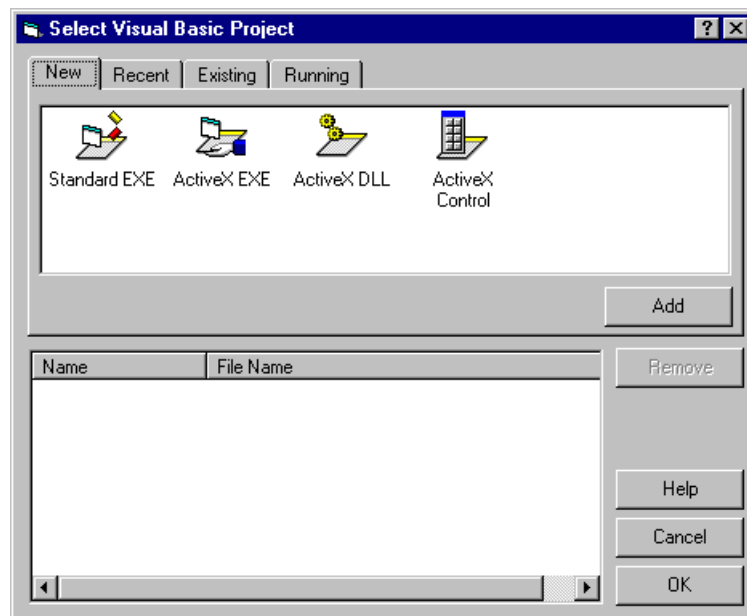 Select Visual Basic Project
New Recent Existing Running
Standard EXE ActiveX EXE ActiveX DLL ActiveX
Control
Add
Name File Name
Remove
Help
Cancel
OK